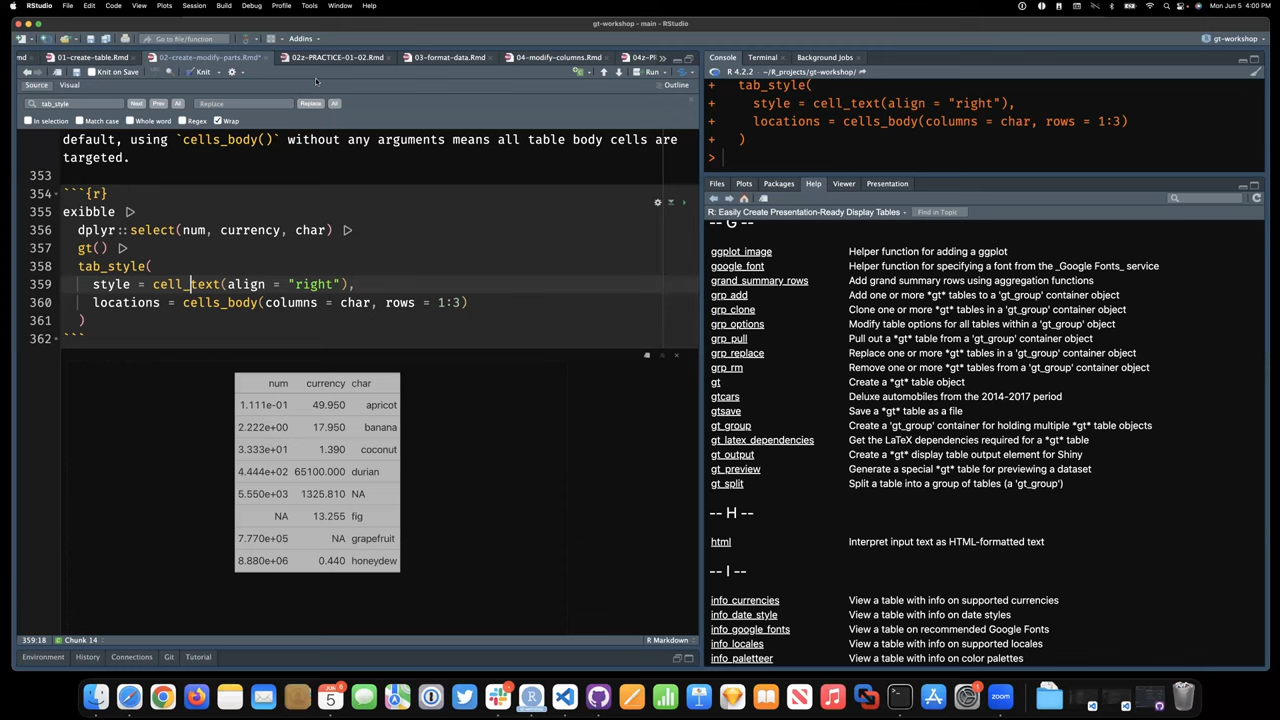 RStudio File Edit Code View Plots Session Build Debug Profile Tools Window Help Mon Jun 5 4:00 PM
gt-workshop - main - RStudio
Go to file/function Addins gt-workshop
md 01-create-table.Rmd 02-create-modify-parts.Rmd* 02z-PRACTICE-01-02.Rmd 03-format-data.Rmd 04-modify-columns.Rmd 04z-PR
Knit on Save Knit Run
Source Visual Outline
tab_style Next Prev All Replace Replace All
In selection Match case Whole word Regex Wrap
default, using `cells_body()` without any arguments means all table body cells are
targeted.
353
354 ```{r}
355 exibble |>
356 dplyr::select(num, currency, char) |>
357 gt() |>
358 tab_style(
359 style = cell_text(align = "right"),
360 locations = cells_body(columns = char, rows = 1:3)
361 )
362 ```
num currency char
1.111e-01 49.950 apricot
2.222e+00 17.950 banana
3.333e+01 1.390 coconut
4.444e+02 65100.000 durian
5.550e+03 1325.810 NA
NA 13.255 fig
7.770e+05 NA grapefruit
8.880e+06 0.440 honeydew
359:18 Chunk 14 R Markdown
Environment History Connections Git Tutorial
Console Terminal Background Jobs
R 4.2.2 · ~/R_projects/gt-workshop/
+ tab_style(
+ style = cell_text(align = "right"),
+ locations = cells_body(columns = char, rows = 1:3)
+ )
>
Files Plots Packages Help Viewer Presentation
R: Easily Create Presentation-Ready Display Tables Find in Topic
-- G --
ggplot_image Helper function for adding a ggplot
google_font Helper function for specifying a font from the _Google Fonts_ service
grand_summary_rows Add grand summary rows using aggregation functions
grp_add Add one or more *gt* tables to a 'gt_group' container object
grp_clone Clone one or more *gt* tables in a 'gt_group' container object
grp_options Modify table options for all tables within a 'gt_group' object
grp_pull Pull out a *gt* table from a 'gt_group' container object
grp_replace Replace one or more *gt* tables in a 'gt_group' container object
grp_rm Remove one or more *gt* tables from a 'gt_group' container object
gt Create a *gt* table object
gtcars Deluxe automobiles from the 2014-2017 period
gtsave Save a *gt* table as a file
gt_group Create a 'gt_group' container for holding multiple *gt* table objects
gt_latex_dependencies Get the LaTeX dependencies required for a *gt* table
gt_output Create a *gt* display table output element for Shiny
gt_preview Generate a special *gt* table for previewing a dataset
gt_split Split a table into a group of tables (a 'gt_group')
-- H --
html Interpret input text as HTML-formatted text
-- I --
info_currencies View a table with info on supported currencies
info_date_style View a table with info on date styles
info_google_fonts View a table on recommended Google Fonts
info_locales View a table with info on supported locales
info_paletteer View a table with info on color palettes
JUN 5 zoom